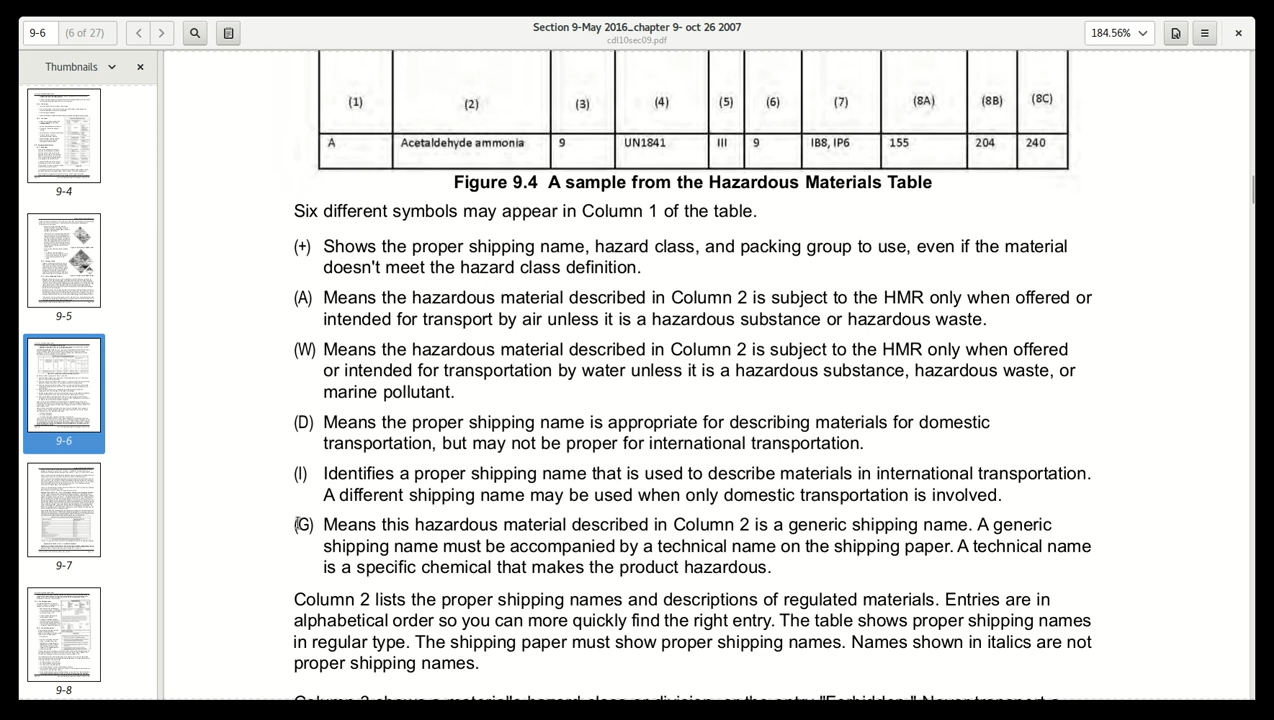 9-6 (6 of 27)
Section 9-May 2016_chapter 9- oct 26 2007
cdl10sec09.pdf
184.56%
Thumbnails
9-4
9-5
9-6
9-7
9-8
(1) (2) (3) (4) (5) (6) (7) (8A) (8B) (8C)
A Acetaldehyde ammonia 9 UN1841 III 9 IB8, IP6 155 204 240
Figure 9.4 A sample from the Hazardous Materials Table
Six different symbols may appear in Column 1 of the table.
(+) Shows the proper shipping name, hazard class, and packing group to use, even if the material
doesn't meet the hazard class definition.
(A) Means the hazardous material described in Column 2 is subject to the HMR only when offered or
intended for transport by air unless it is a hazardous substance or hazardous waste.
(W) Means the hazardous material described in Column 2 is subject to the HMR only when offered
or intended for transportation by water unless it is a hazardous substance, hazardous waste, or
marine pollutant.
(D) Means the proper shipping name is appropriate for describing materials for domestic
transportation, but may not be proper for international transportation.
(I) Identifies a proper shipping name that is used to describe materials in international transportation.
A different shipping name may be used when only domestic transportation is involved.
(G) Means this hazardous material described in Column 2 is a generic shipping name. A generic
shipping name must be accompanied by a technical name on the shipping paper. A technical name
is a specific chemical that makes the product hazardous.
Column 2 lists the proper shipping names and descriptions of regulated materials. Entries are in
alphabetical order so you can more quickly find the right entry. The table shows proper shipping names
in regular type. The shipping paper must show proper shipping names. Names shown in italics are not
proper shipping names.
Column 3 shows a material's hazard class or division, or the entry "Forbidden." Never transport a